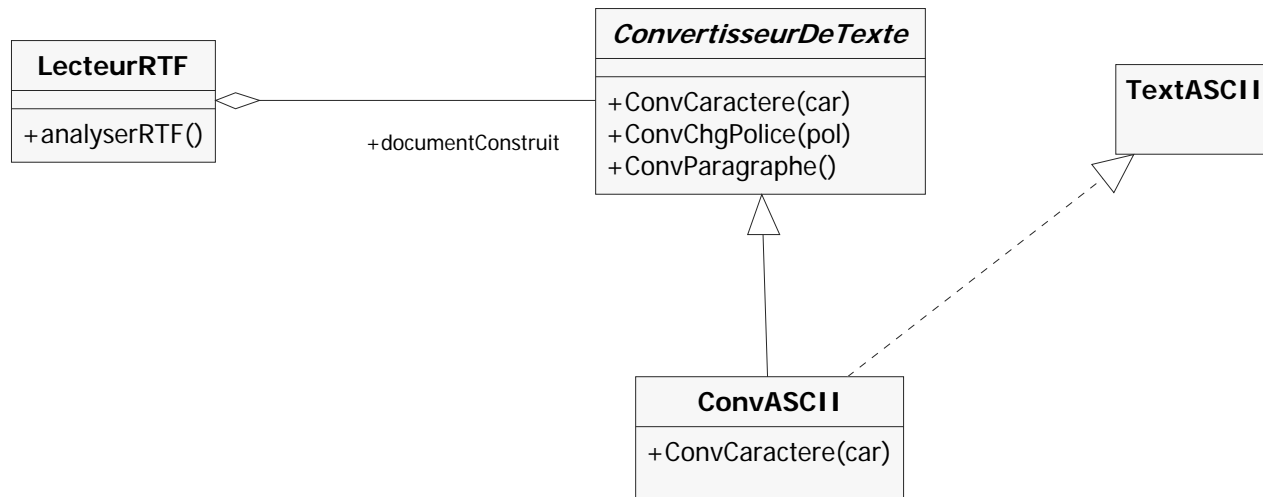 LecteurRTF
+analyserRTF()
+documentConstruit
ConvertisseurDeTexte
+ConvCaractere(car)
+ConvChgPolice(pol)
+ConvParagraphe()
TextASCII
ConvASCII
+ConvCaractere(car)